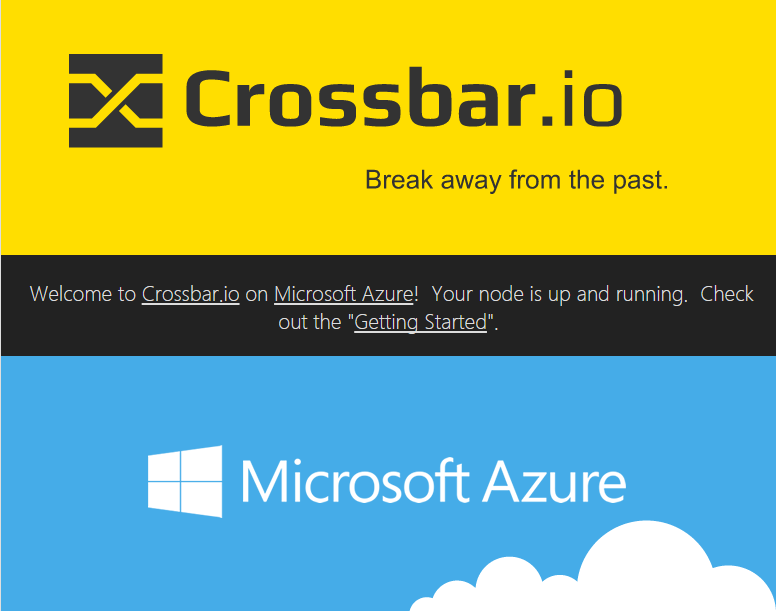 Crossbar.io
Break away from the past.
Welcome to Crossbar.io on Microsoft Azure!  Your node is up and running.  Check
out the "Getting Started".
Microsoft Azure